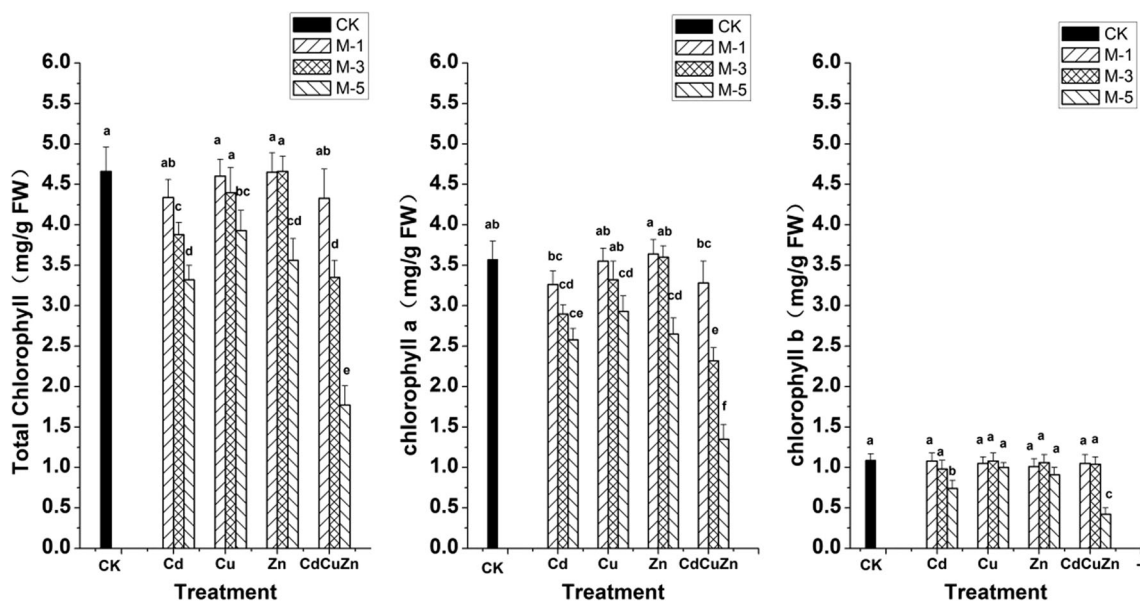 CK
M-1
M-3
M-5
6.0
5.5
5.0
4.5
4.0
3.5
3.0
2.5
2.0
1.5
1.0
0.5
0.0
Total Chlorophyll（mg/g FW）
a
ab
c
d
a
a
bc
a
a
cd
ab
d
e
CK
Cd
Cu
Zn
CdCuZn
Treatment
CK
M-1
M-3
M-5
6.0
5.5
5.0
4.5
4.0
3.5
3.0
2.5
2.0
1.5
1.0
0.5
0.0
chlorophyll a（mg/g FW）
ab
bc
cd
ce
ab
ab
cd
a
ab
cd
bc
e
f
CK
Cd
Cu
Zn
CdCuZn
Treatment
CK
M-1
M-3
M-5
6.0
5.5
5.0
4.5
4.0
3.5
3.0
2.5
2.0
1.5
1.0
0.5
0.0
chlorophyll b（mg/g FW）
a
a
a
b
a
a
a
a
a
a
a
a
c
CK
Cd
Cu
Zn
CdCuZn
Treatment